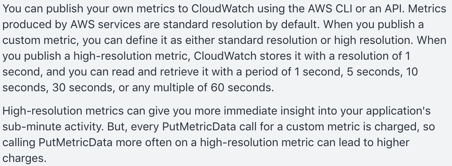 You can publish your own metrics to CloudWatch using the AWS CLI or an API. Metrics
produced by AWS services are standard resolution by default. When you publish a
custom metric, you can define it as either standard resolution or high resolution. When
you publish a high-resolution metric, CloudWatch stores it with a resolution of 1
second, and you can read and retrieve it with a period of 1 second, 5 seconds, 10
seconds, 30 seconds, or any multiple of 60 seconds.
High-resolution metrics can give you more immediate insight into your application's
sub-minute activity. But, every PutMetricData call for a custom metric is charged, so
calling PutMetricData more often on a high-resolution metric can lead to higher
charges.